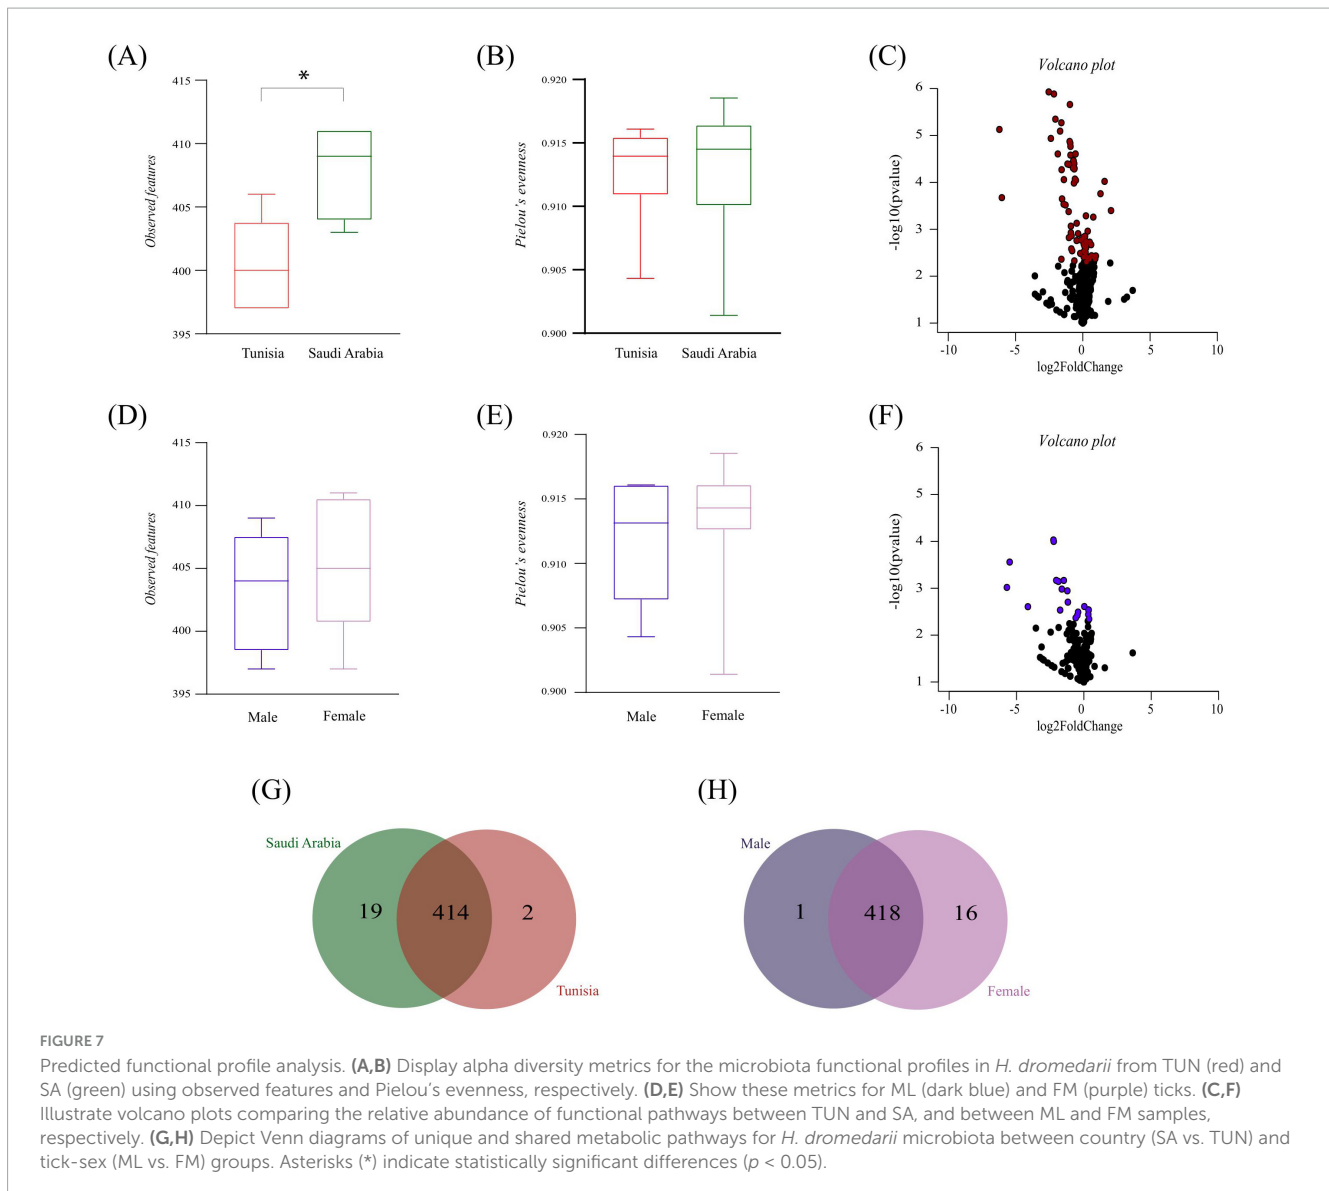 (A)
*
415
410
405
400
395
Observed features
Tunisia
Saudi Arabia
(B)
0.920
0.915
0.910
0.905
0.900
Pielou's evenness
Tunisia
Saudi Arabia
(C)
Volcano plot
6
5
4
3
2
1
-log10(pvalue)
-10
-5
0
5
10
log2FoldChange
(D)
415
410
405
400
395
Observed features
Male
Female
(E)
0.920
0.915
0.910
0.905
0.900
Pielou's evenness
Male
Female
(F)
Volcano plot
6
5
4
3
2
1
-log10(pvalue)
-10
-5
0
5
10
log2FoldChange
(G)
Saudi Arabia
19
414
2
Tunisia
(H)
Male
1
418
16
Female
FIGURE 7
Predicted functional profile analysis. (A,B) Display alpha diversity metrics for the microbiota functional profiles in H. dromedarii from TUN (red) and
SA (green) using observed features and Pielou's evenness, respectively. (D,E) Show these metrics for ML (dark blue) and FM (purple) ticks. (C,F)
Illustrate volcano plots comparing the relative abundance of functional pathways between TUN and SA, and between ML and FM samples,
respectively. (G,H) Depict Venn diagrams of unique and shared metabolic pathways for H. dromedarii microbiota between country (SA vs. TUN) and
tick-sex (ML vs. FM) groups. Asterisks (*) indicate statistically significant differences (p < 0.05).